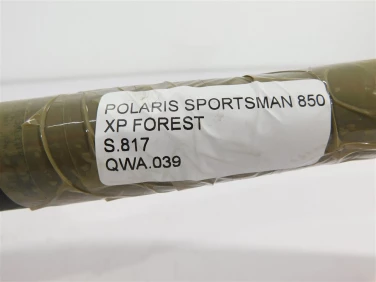 POLARIS SPORTSMAN 850
XP FOREST
S.817
QWA.039